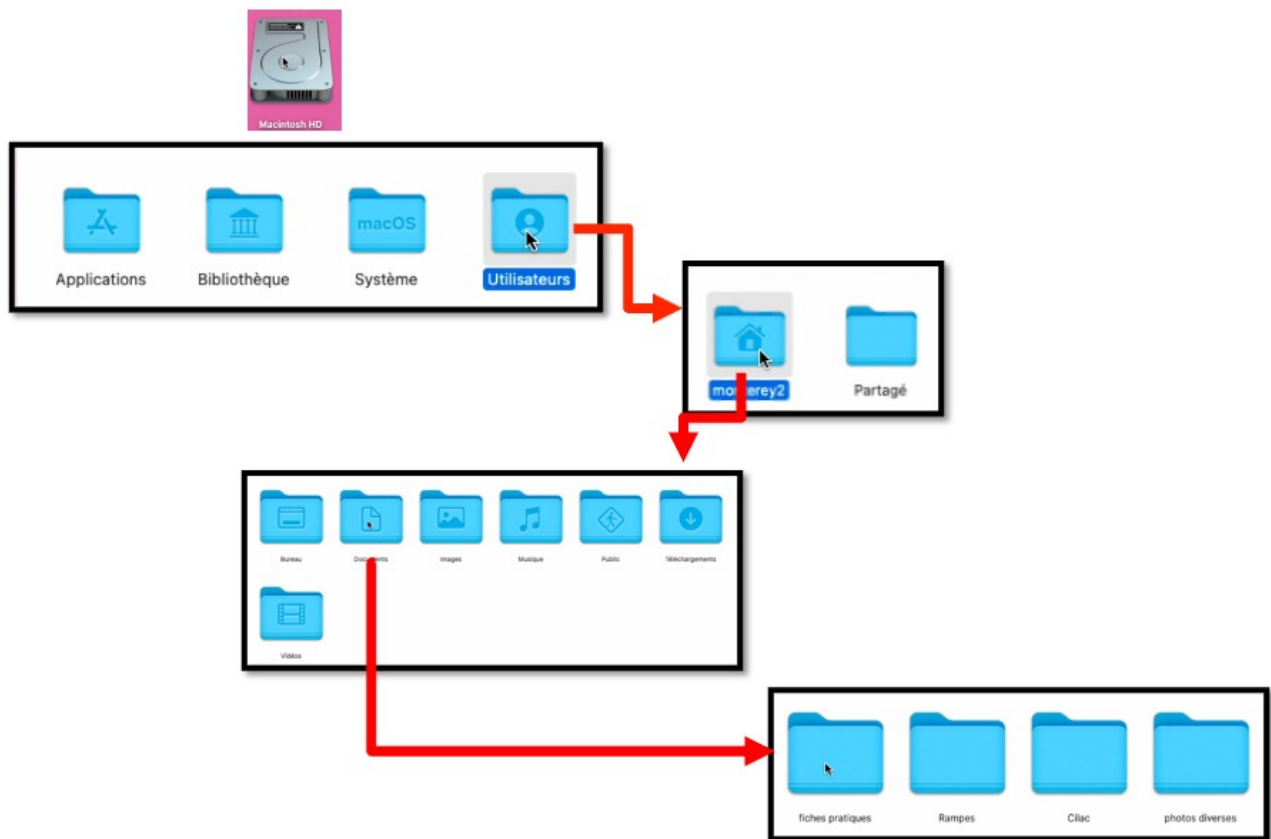 Macintosh HD
macOS
Applications Bibliothèque Système Utilisateurs
monterey2 Partagé
Bureau Documents Images Musique Public Téléchargements
Vidéos
fiches pratiques Rampes Cilac photos diverses